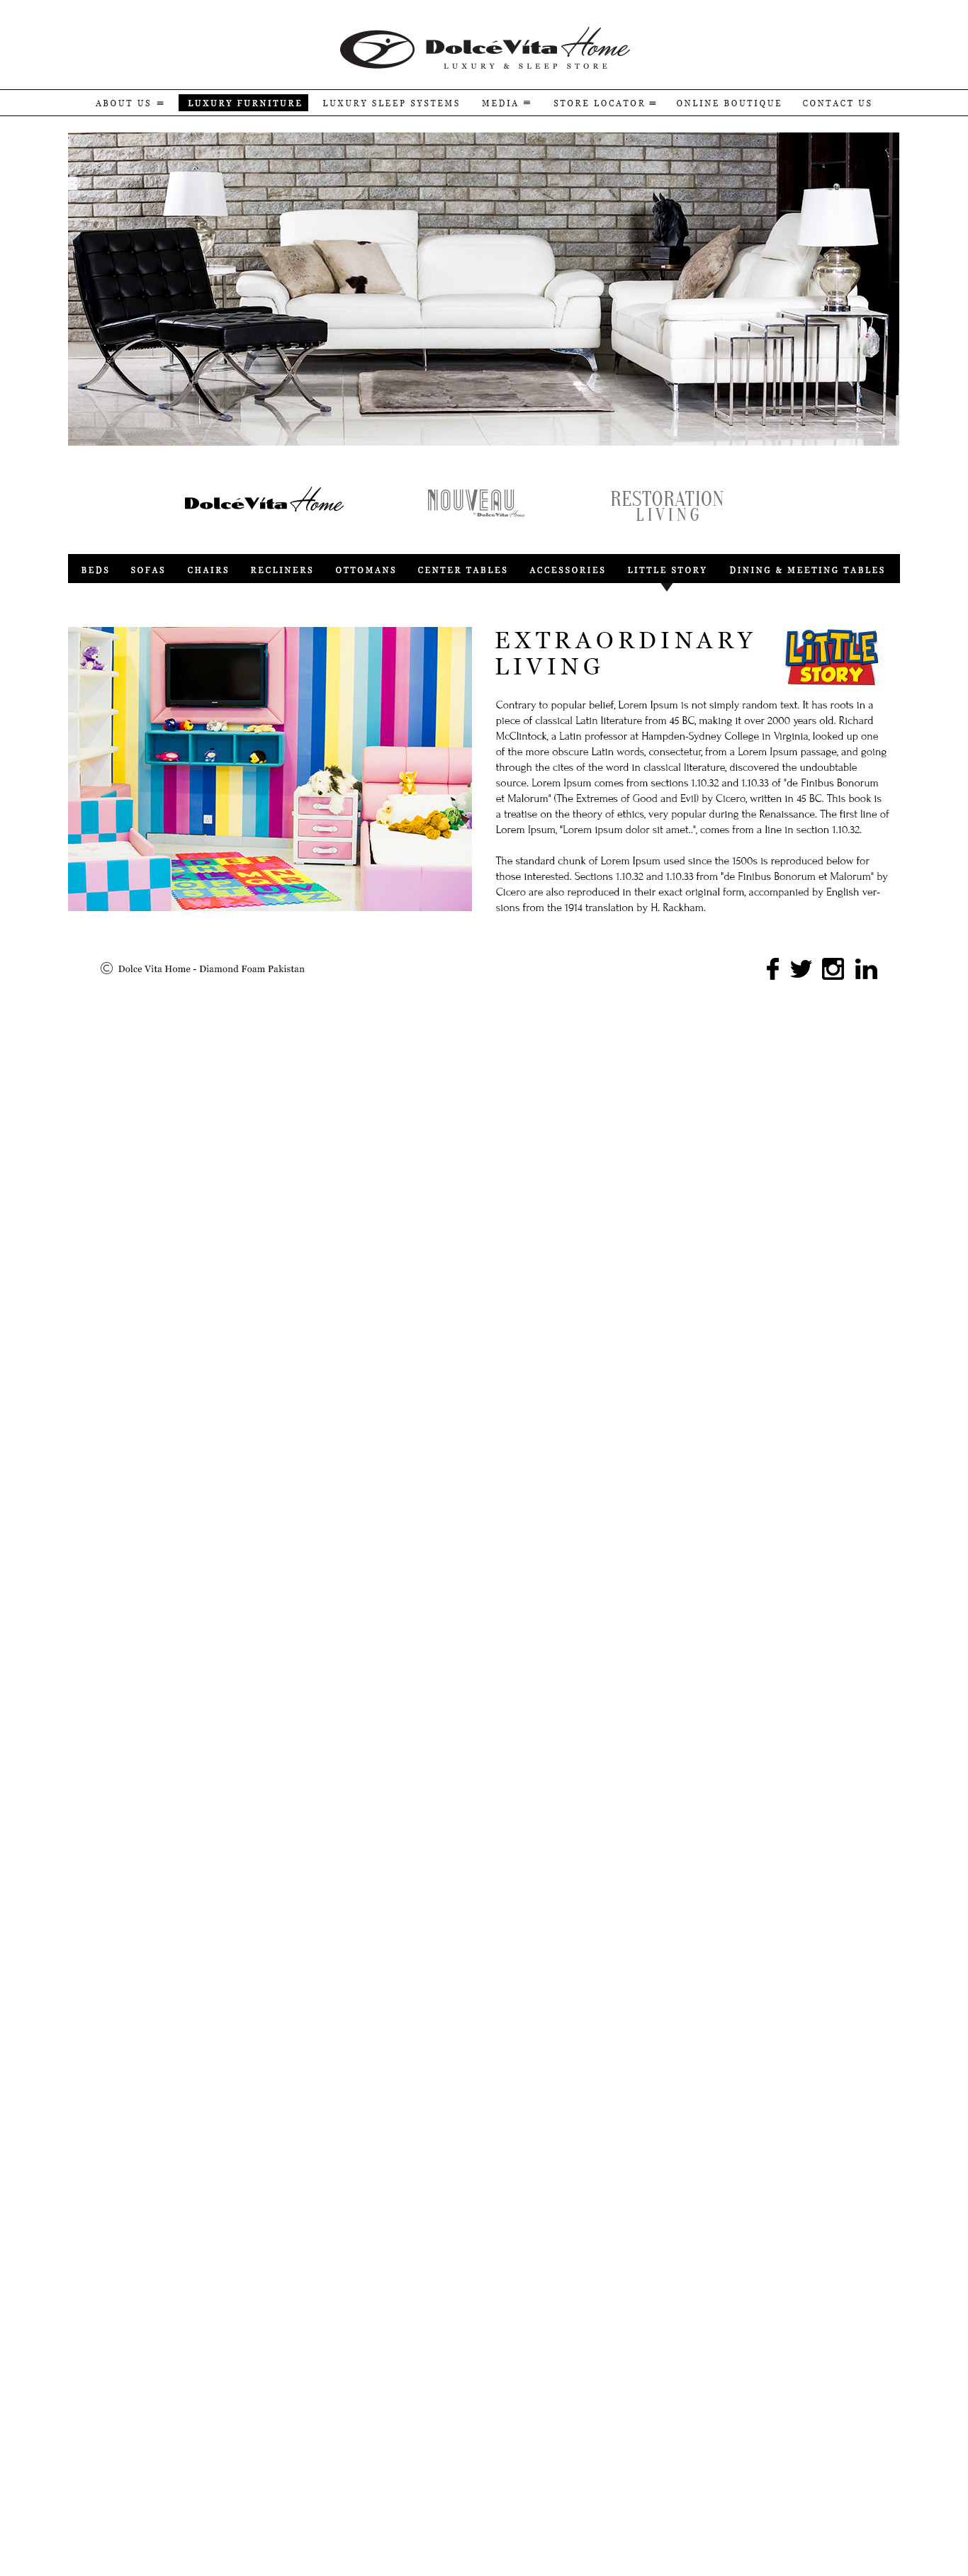 DolcéVíta Home
LUXURY & SLEEP STORE
ABOUT US LUXURY FURNITURE LUXURY SLEEP SYSTEMS MEDIA STORE LOCATOR ONLINE BOUTIQUE CONTACT US
DolcéVíta Home
NOUVEAU
by DolcéVíta Home
RESTORATION
LIVING
BEDS SOFAS CHAIRS RECLINERS OTTOMANS CENTER TABLES ACCESSORIES LITTLE STORY DINING & MEETING TABLES
EXTRAORDINARY
LIVING
LiTTLE
STORY
Contrary to popular belief, Lorem Ipsum is not simply random text. It has roots in a
piece of classical Latin literature from 45 BC, making it over 2000 years old. Richard
McClintock, a Latin professor at Hampden-Sydney College in Virginia, looked up one
of the more obscure Latin words, consectetur, from a Lorem Ipsum passage, and going
through the cites of the word in classical literature, discovered the undoubtable
source. Lorem Ipsum comes from sections 1.10.32 and 1.10.33 of "de Finibus Bonorum
et Malorum" (The Extremes of Good and Evil) by Cicero, written in 45 BC. This book is
a treatise on the theory of ethics, very popular during the Renaissance. The first line of
Lorem Ipsum, "Lorem ipsum dolor sit amet..", comes from a line in section 1.10.32.
The standard chunk of Lorem Ipsum used since the 1500s is reproduced below for
those interested. Sections 1.10.32 and 1.10.33 from "de Finibus Bonorum et Malorum" by
Cicero are also reproduced in their exact original form, accompanied by English ver-
sions from the 1914 translation by H. Rackham.
© Dolce Vita Home - Diamond Foam Pakistan